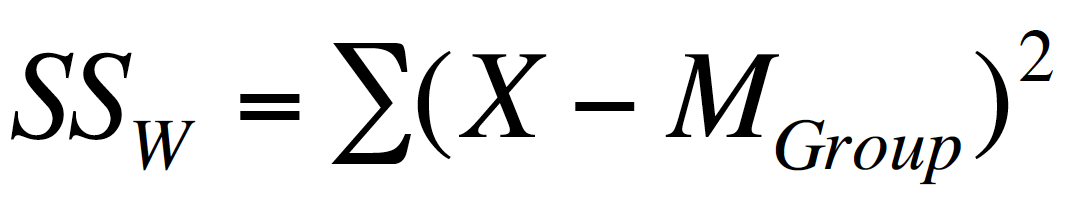 SS_W = ∑(X − M_Group)²